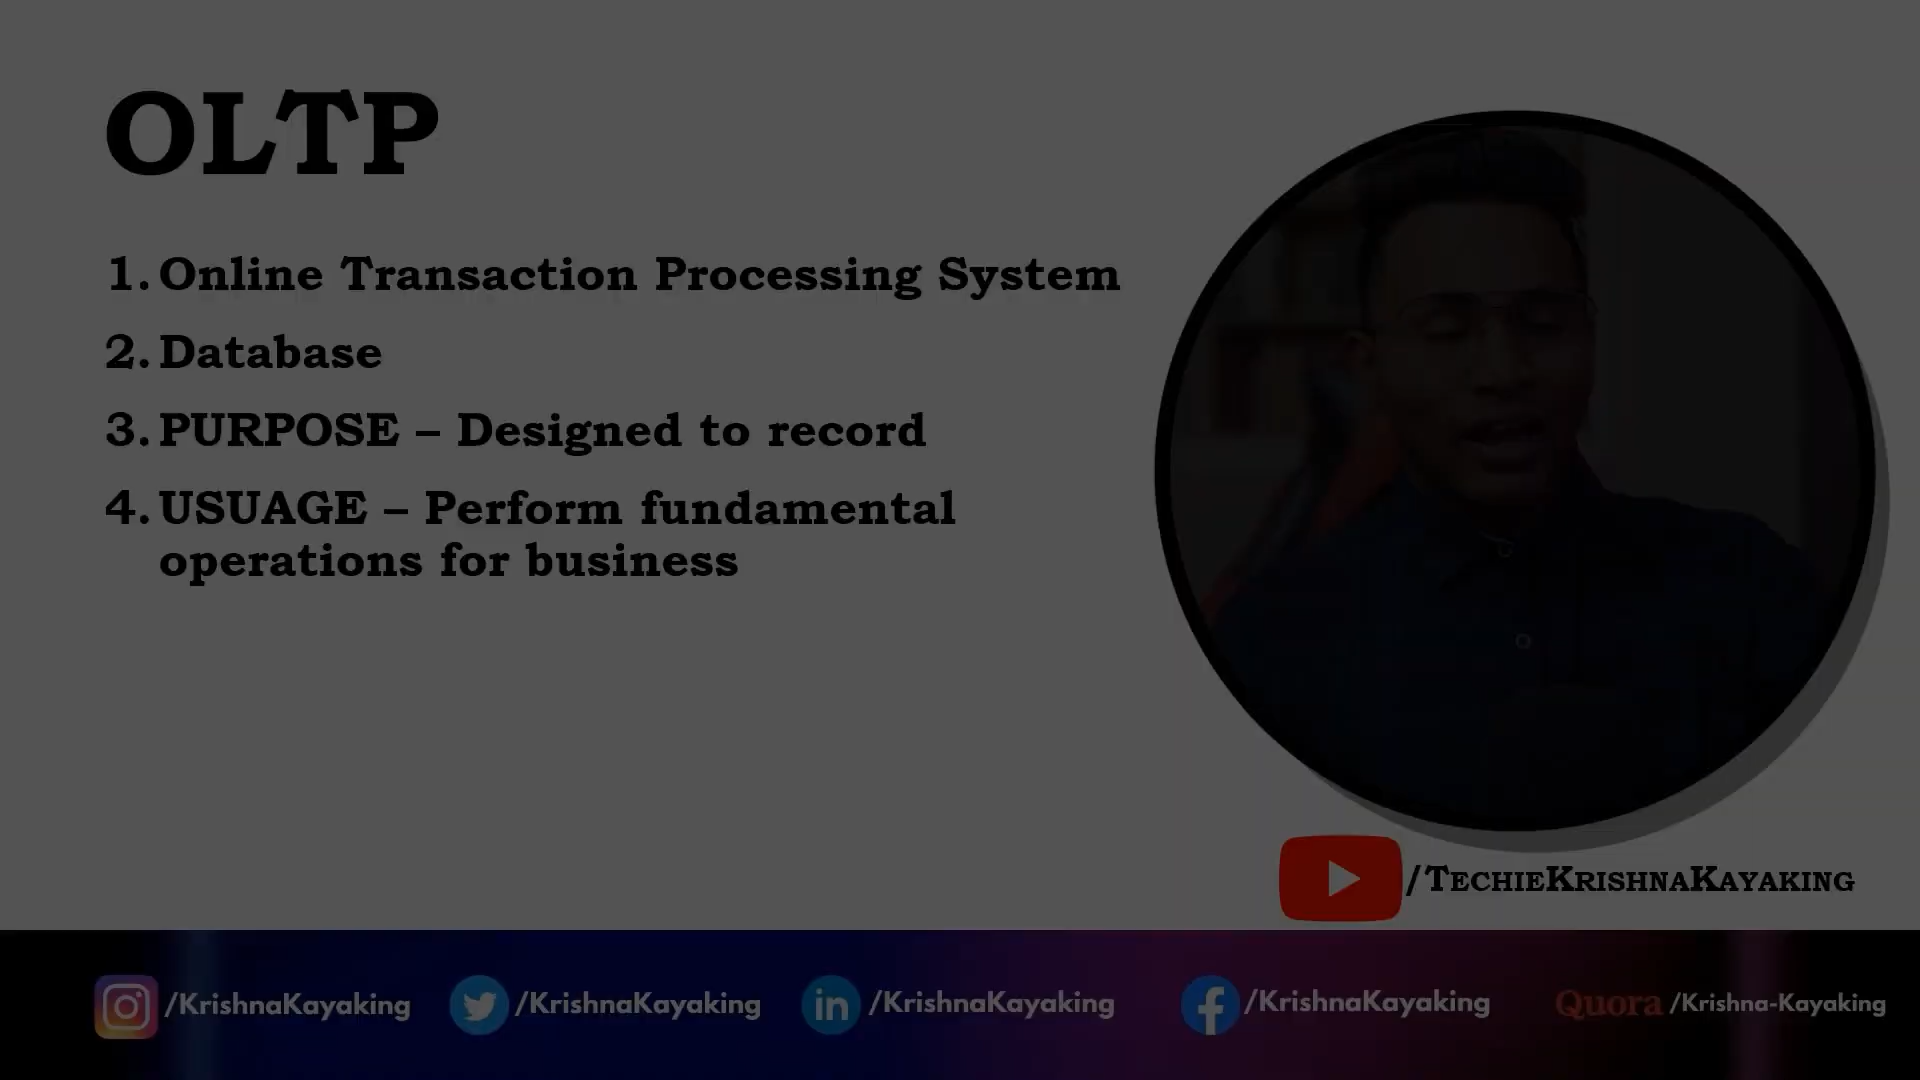 OLTP
1. Online Transaction Processing System
2. Database
3. PURPOSE – Designed to record
4. USUAGE – Perform fundamental
operations for business
/TECHIEKRISHNAKAYAKING
/KrishnaKayaking
/KrishnaKayaking
in /KrishnaKayaking
/KrishnaKayaking
Quora /Krishna-Kayaking